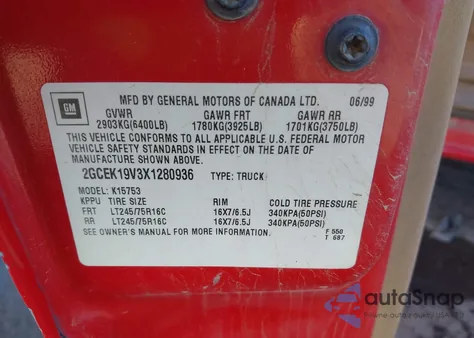 MFD BY GENERAL MOTORS OF CANADA LTD. 06/99
GM
GVWR GAWR FRT GAWR RR
2903KG(6400LB) 1780KG(3925LB) 1701KG(3750LB)
THIS VEHICLE CONFORMS TO ALL APPLICABLE U.S. FEDERAL MOTOR
VEHICLE SAFETY STANDARDS IN EFFECT ON THE DATE OF
MANUFACTURE SHOWN ABOVE.
2GCEK19V3X1280936 TYPE: TRUCK
MODEL: K15753
KPPU TIRE SIZE RIM COLD TIRE PRESSURE
FRT LT245/75R16C 16X7/6.5J 340KPA(50PSI)
RR LT245/75R16C 16X7/6.5J 340KPA(50PSI)
SEE OWNER'S MANUAL FOR MORE INFORMATION F 550
T 687
autoSnap